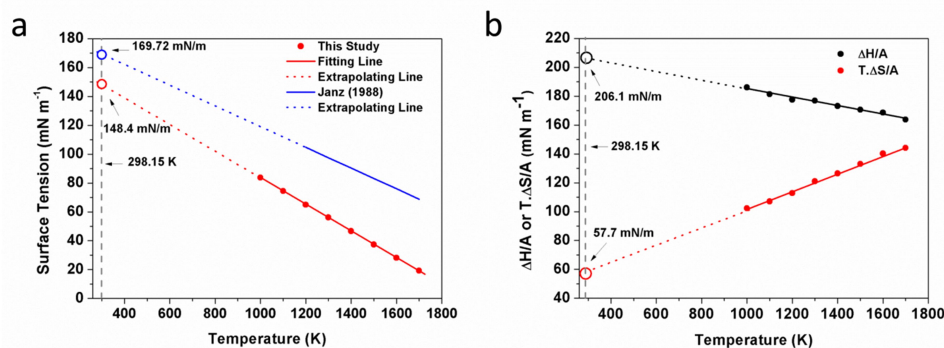 a
180
160
140
120
100
80
60
40
20
0
Surface Tension (mN m⁻¹)
400 600 800 1000 1200 1400 1600 1800
Temperature (K)
169.72 mN/m
148.4 mN/m
298.15 K
This Study
Fitting Line
Extrapolating Line
Janz (1988)
Extrapolating Line
b
220
200
180
160
140
120
100
80
60
40
ΔH/A or T.ΔS/A (mN m⁻¹)
400 600 800 1000 1200 1400 1600 1800
Temperature (K)
ΔH/A
T.ΔS/A
206.1 mN/m
298.15 K
57.7 mN/m